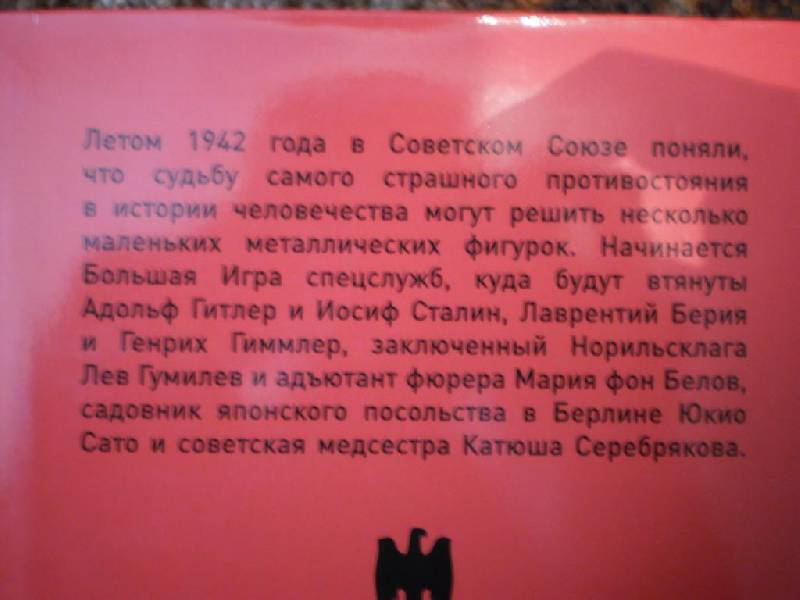 Летом 1942 года в Советском Союзе поняли,
что судьбу самого страшного противостояния
в истории человечества могут решить несколько
маленьких металлических фигурок. Начинается
Большая Игра спецслужб, куда будут втянуты
Адольф Гитлер и Иосиф Сталин, Лаврентий Берия
и Генрих Гиммлер, заключенный Норильсклага
Лев Гумилев и адъютант фюрера Мария фон Белов,
садовник японского посольства в Берлине Юкио
Сато и советская медсестра Катюша Серебрякова.